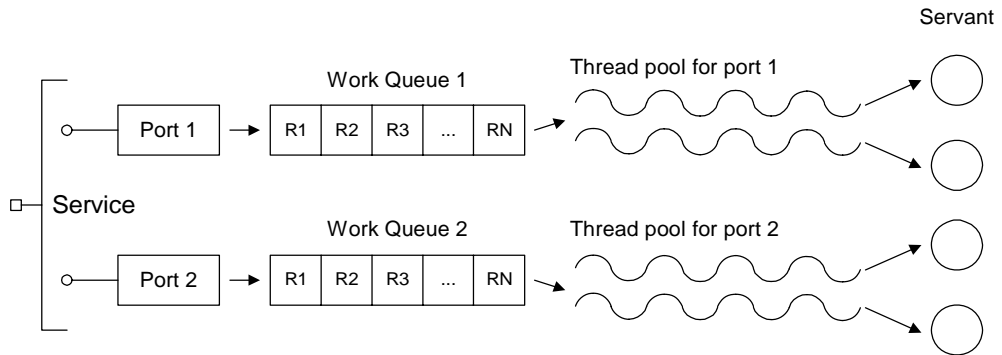 Servant
Work Queue 1
Thread pool for port 1
Port 1
R1 R2 R3 ... RN
Service
Work Queue 2
Thread pool for port 2
Port 2
R1 R2 R3 ... RN